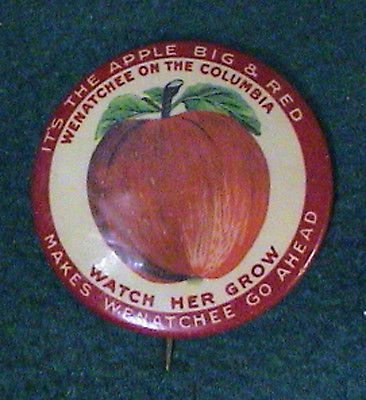 IT'S THE APPLE BIG & RED
WENATCHEE ON THE COLUMBIA
WATCH HER GROW
MAKES WENATCHEE GO AHEAD